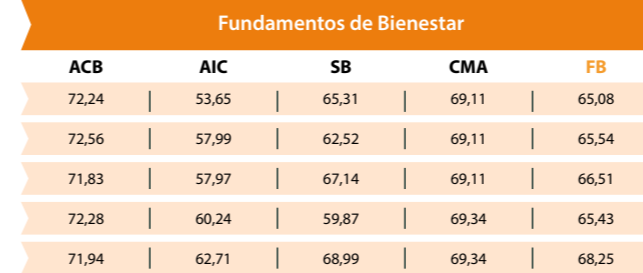 Fundamentos de Bienestar
ACB AIC SB CMA FB
72,24 | 53,65 | 65,31 | 69,11 | 65,08
72,56 | 57,99 | 62,52 | 69,11 | 65,54
71,83 | 57,97 | 67,14 | 69,11 | 66,51
72,28 | 60,24 | 59,87 | 69,34 | 65,43
71,94 | 62,71 | 68,99 | 69,34 | 68,25